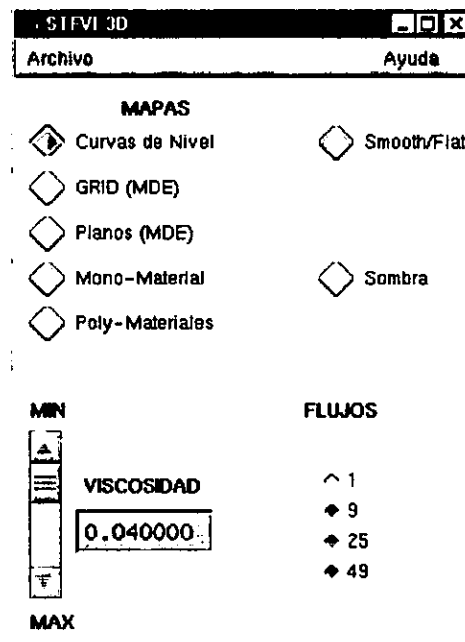 STFVI 3D
Archivo Ayuda
MAPAS
Curvas de Nivel Smooth/Flat
GRID (MDE)
Planos (MDE)
Mono-Material Sombra
Poly-Materiales
MIN FLUJOS
VISCOSIDAD 1
9
0.040000 25
49
MAX